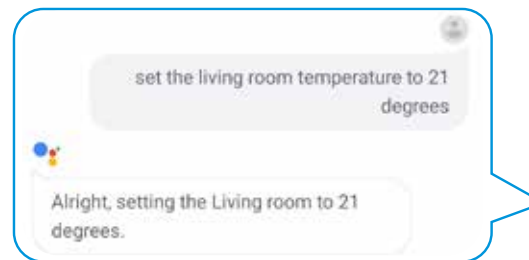 set the living room temperature to 21
degrees
Alright, setting the Living room to 21
degrees.